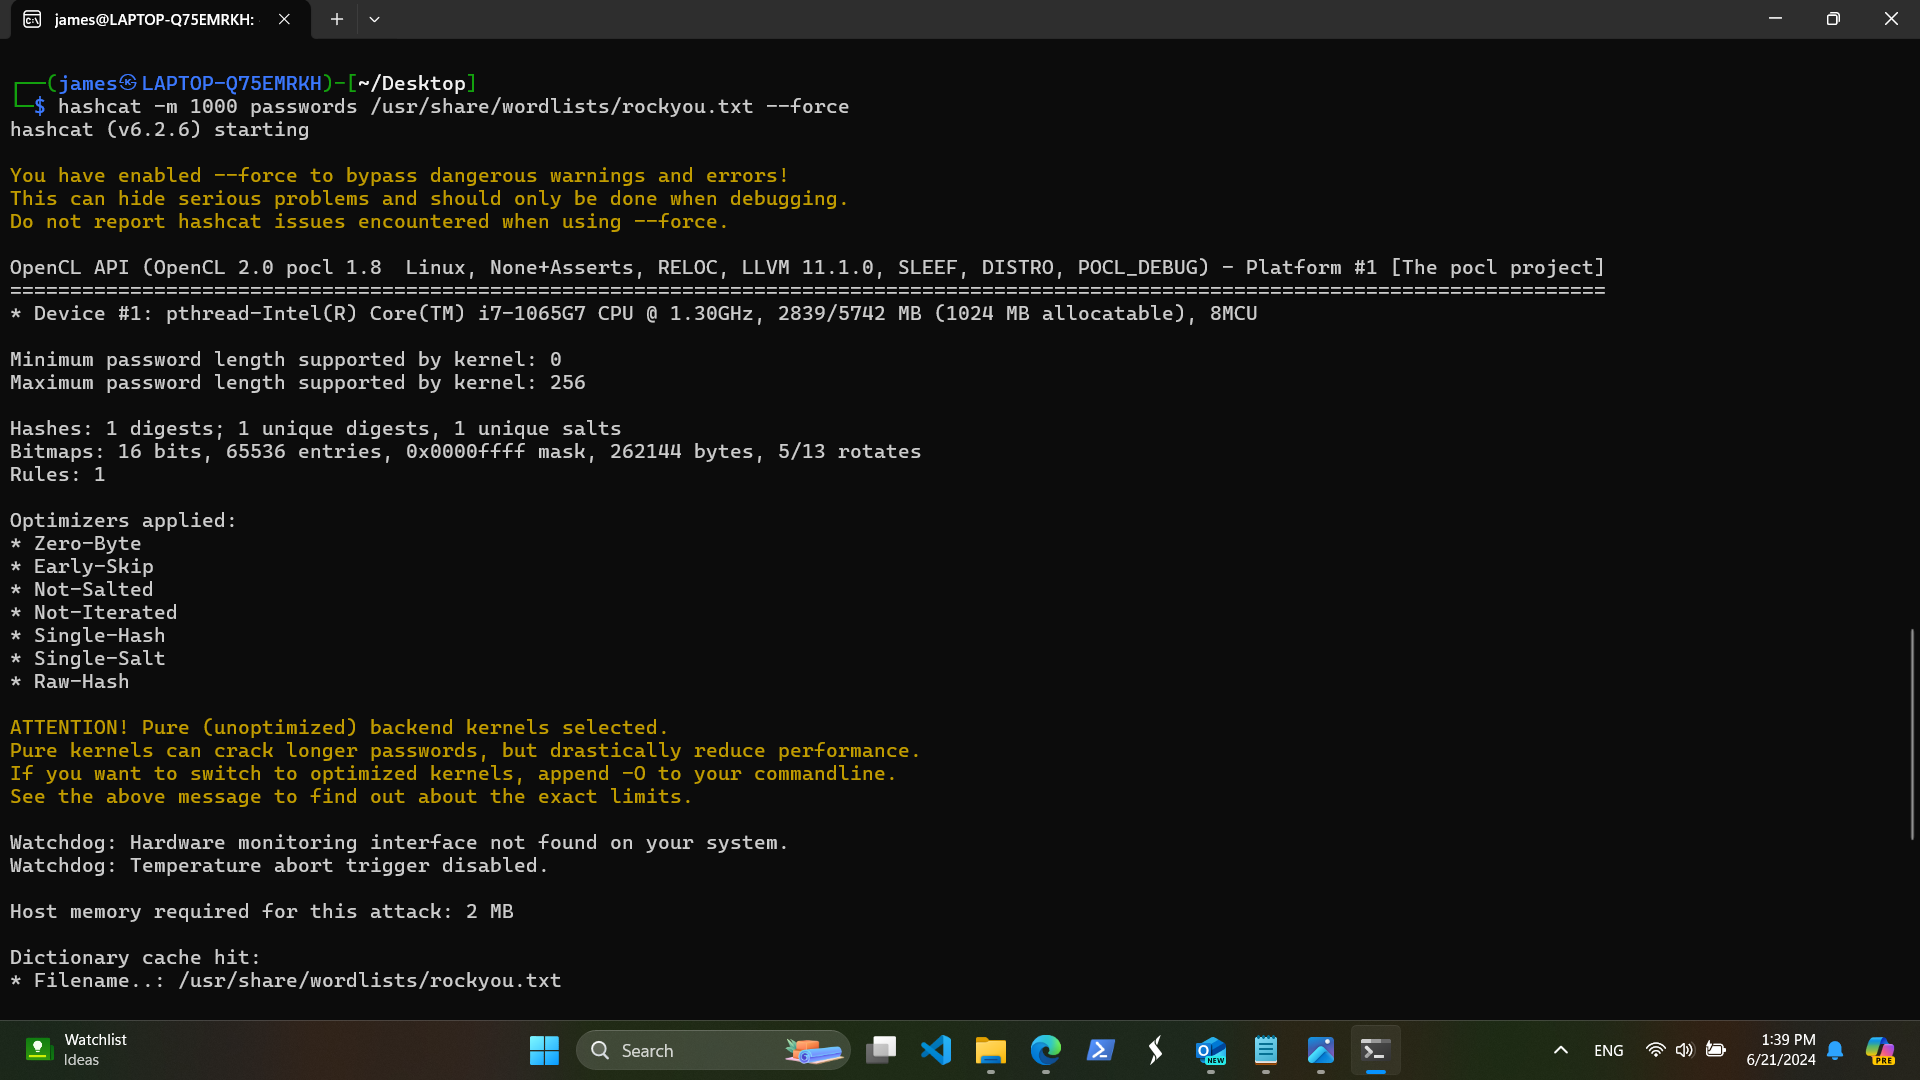 james@LAPTOP-Q75EMRKH:
┌──(james㉿LAPTOP-Q75EMRKH)-[~/Desktop]
└─$ hashcat -m 1000 passwords /usr/share/wordlists/rockyou.txt --force
hashcat (v6.2.6) starting
You have enabled --force to bypass dangerous warnings and errors!
This can hide serious problems and should only be done when debugging.
Do not report hashcat issues encountered when using --force.
OpenCL API (OpenCL 2.0 pocl 1.8  Linux, None+Asserts, RELOC, LLVM 11.1.0, SLEEF, DISTRO, POCL_DEBUG) - Platform #1 [The pocl project]
=====================================================================================================================================
* Device #1: pthread-Intel(R) Core(TM) i7-1065G7 CPU @ 1.30GHz, 2839/5742 MB (1024 MB allocatable), 8MCU
Minimum password length supported by kernel: 0
Maximum password length supported by kernel: 256
Hashes: 1 digests; 1 unique digests, 1 unique salts
Bitmaps: 16 bits, 65536 entries, 0x0000ffff mask, 262144 bytes, 5/13 rotates
Rules: 1
Optimizers applied:
* Zero-Byte
* Early-Skip
* Not-Salted
* Not-Iterated
* Single-Hash
* Single-Salt
* Raw-Hash
ATTENTION! Pure (unoptimized) backend kernels selected.
Pure kernels can crack longer passwords, but drastically reduce performance.
If you want to switch to optimized kernels, append -O to your commandline.
See the above message to find out about the exact limits.
Watchdog: Hardware monitoring interface not found on your system.
Watchdog: Temperature abort trigger disabled.
Host memory required for this attack: 2 MB
Dictionary cache hit:
* Filename..: /usr/share/wordlists/rockyou.txt
Watchlist
Ideas
Search
NEW
ENG
1:39 PM
6/21/2024
PRE